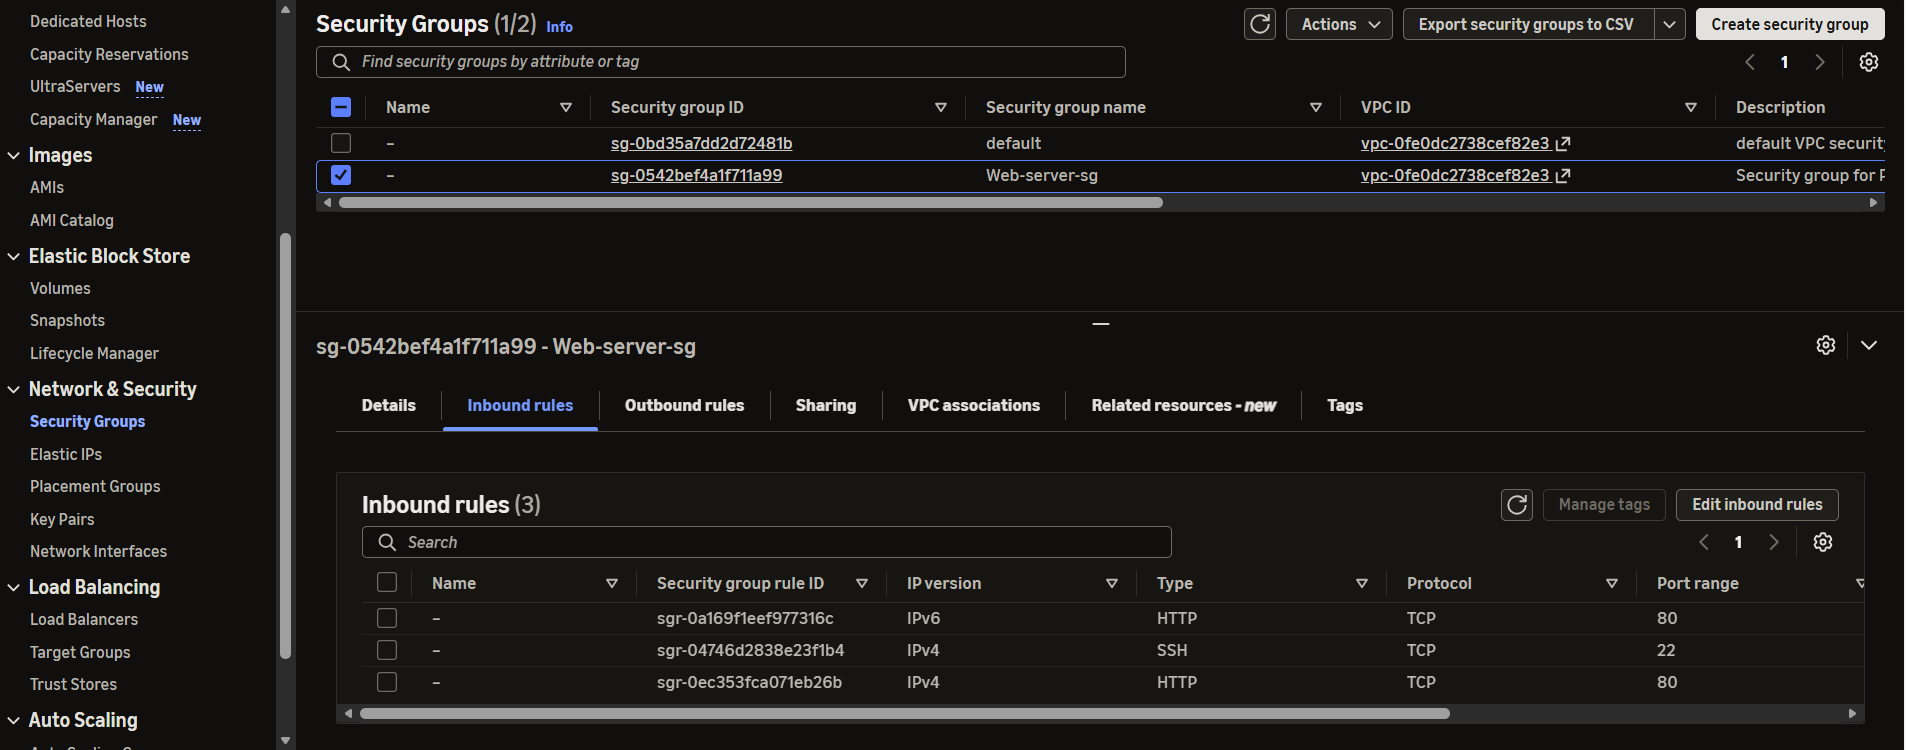 Dedicated Hosts
Capacity Reservations
UltraServers New
Capacity Manager New
Images
AMIs
AMI Catalog
Elastic Block Store
Volumes
Snapshots
Lifecycle Manager
Network & Security
Security Groups
Elastic IPs
Placement Groups
Key Pairs
Network Interfaces
Load Balancing
Load Balancers
Target Groups
Trust Stores
Auto Scaling
Security Groups (1/2) Info
Actions
Export security groups to CSV
Create security group
Find security groups by attribute or tag
1
Name Security group ID Security group name VPC ID Description
– sg-0bd35a7dd2d72481b default vpc-0fe0dc2738cef82e3 default VPC securit
– sg-0542bef4a1f711a99 Web-server-sg vpc-0fe0dc2738cef82e3 Security group for
sg-0542bef4a1f711a99 - Web-server-sg
Details Inbound rules Outbound rules Sharing VPC associations Related resources - new Tags
Inbound rules (3)
Manage tags
Edit inbound rules
Search
1
Name Security group rule ID IP version Type Protocol Port range
– sgr-0a169f1eef977316c IPv6 HTTP TCP 80
– sgr-04746d2838e23f1b4 IPv4 SSH TCP 22
– sgr-0ec353fca071eb26b IPv4 HTTP TCP 80